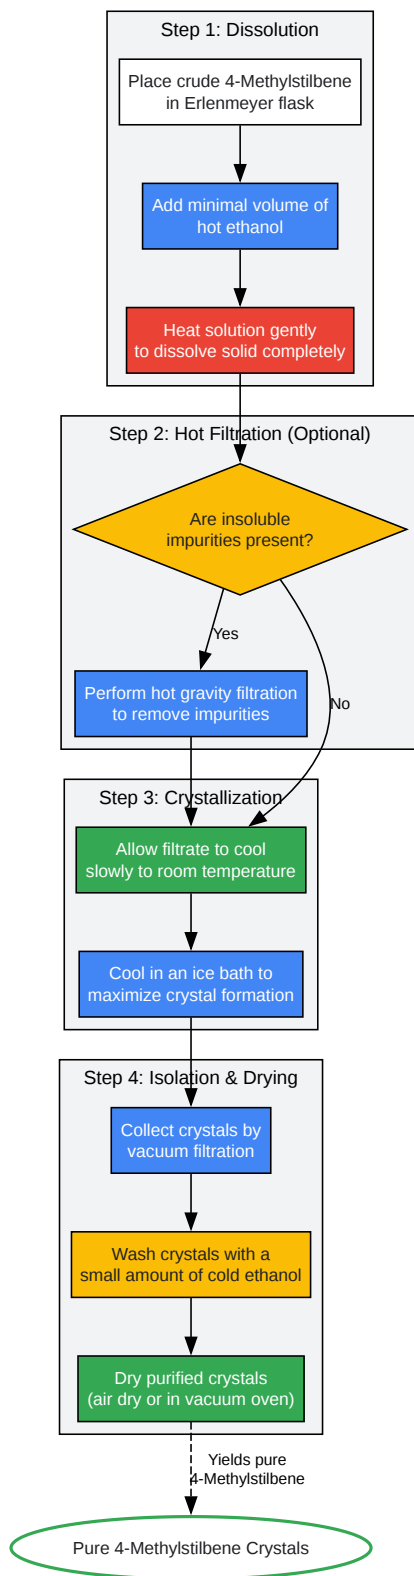 Step 1: Dissolution
Place crude 4-Methylstilbene
in Erlenmeyer flask
Add minimal volume of
hot ethanol
Heat solution gently
to dissolve solid completely
Step 2: Hot Filtration (Optional)
Are insoluble
impurities present?
Yes
Perform hot gravity filtration
to remove impurities
No
Step 3: Crystallization
Allow filtrate to cool
slowly to room temperature
Cool in an ice bath to
maximize crystal formation
Step 4: Isolation & Drying
Collect crystals by
vacuum filtration
Wash crystals with a
small amount of cold ethanol
Dry purified crystals
(air dry or in vacuum oven)
Yields pure
4-Methylstilbene
Pure 4-Methylstilbene Crystals